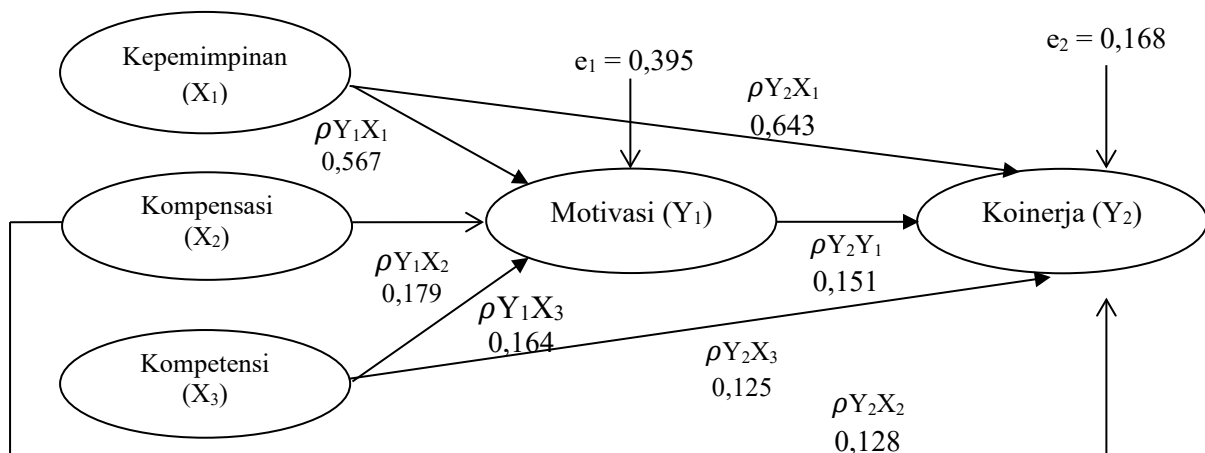 Kepemimpinan
(X₁)
e₁ = 0,395
e₂ = 0,168
ρY₂X₁
0,643
ρY₁X₁
0,567
Kompensasi
(X₂)
Motivasi (Y₁)
Koinerja (Y₂)
ρY₁X₂
0,179
ρY₂Y₁
0,151
ρY₁X₃
0,164
Kompetensi
(X₃)
ρY₂X₃
0,125
ρY₂X₂
0,128